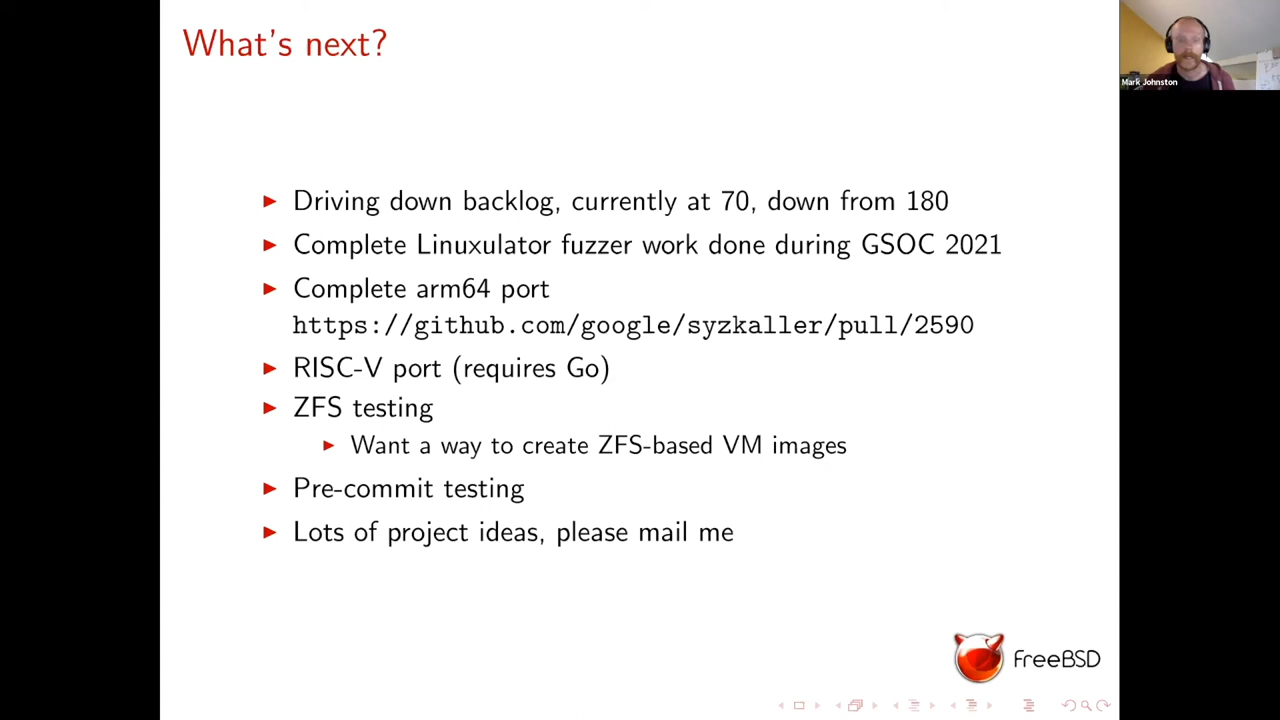 What's next?
Mark Johnston
Driving down backlog, currently at 70, down from 180
Complete Linuxulator fuzzer work done during GSOC 2021
Complete arm64 port
https://github.com/google/syzkaller/pull/2590
RISC-V port (requires Go)
ZFS testing
Want a way to create ZFS-based VM images
Pre-commit testing
Lots of project ideas, please mail me
FreeBSD